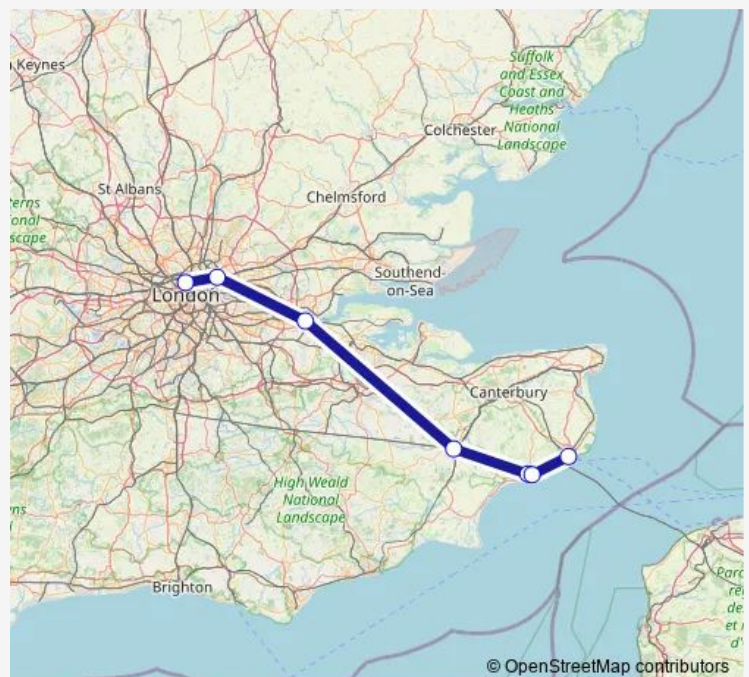 Keynes
Suffolk
and Essex
Coast and
Heaths
National
Landscape
Colchester
St Albans
Chelmsford
Southend-
on-Sea
London
Canterbury
High Weald
National
Landscape
Brighton
© OpenStreetMap contributors